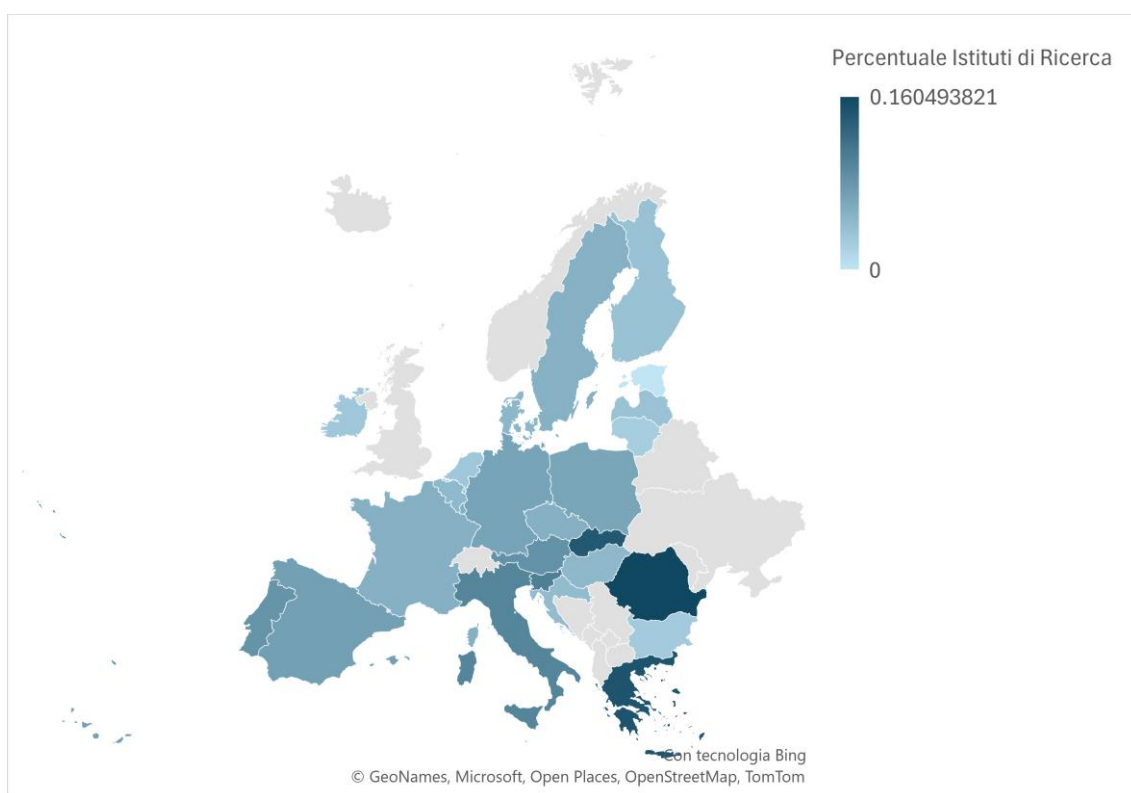 Percentuale Istituti di Ricerca
0.160493821
0
Con tecnologia Bing
© GeoNames, Microsoft, Open Places, OpenStreetMap, TomTom